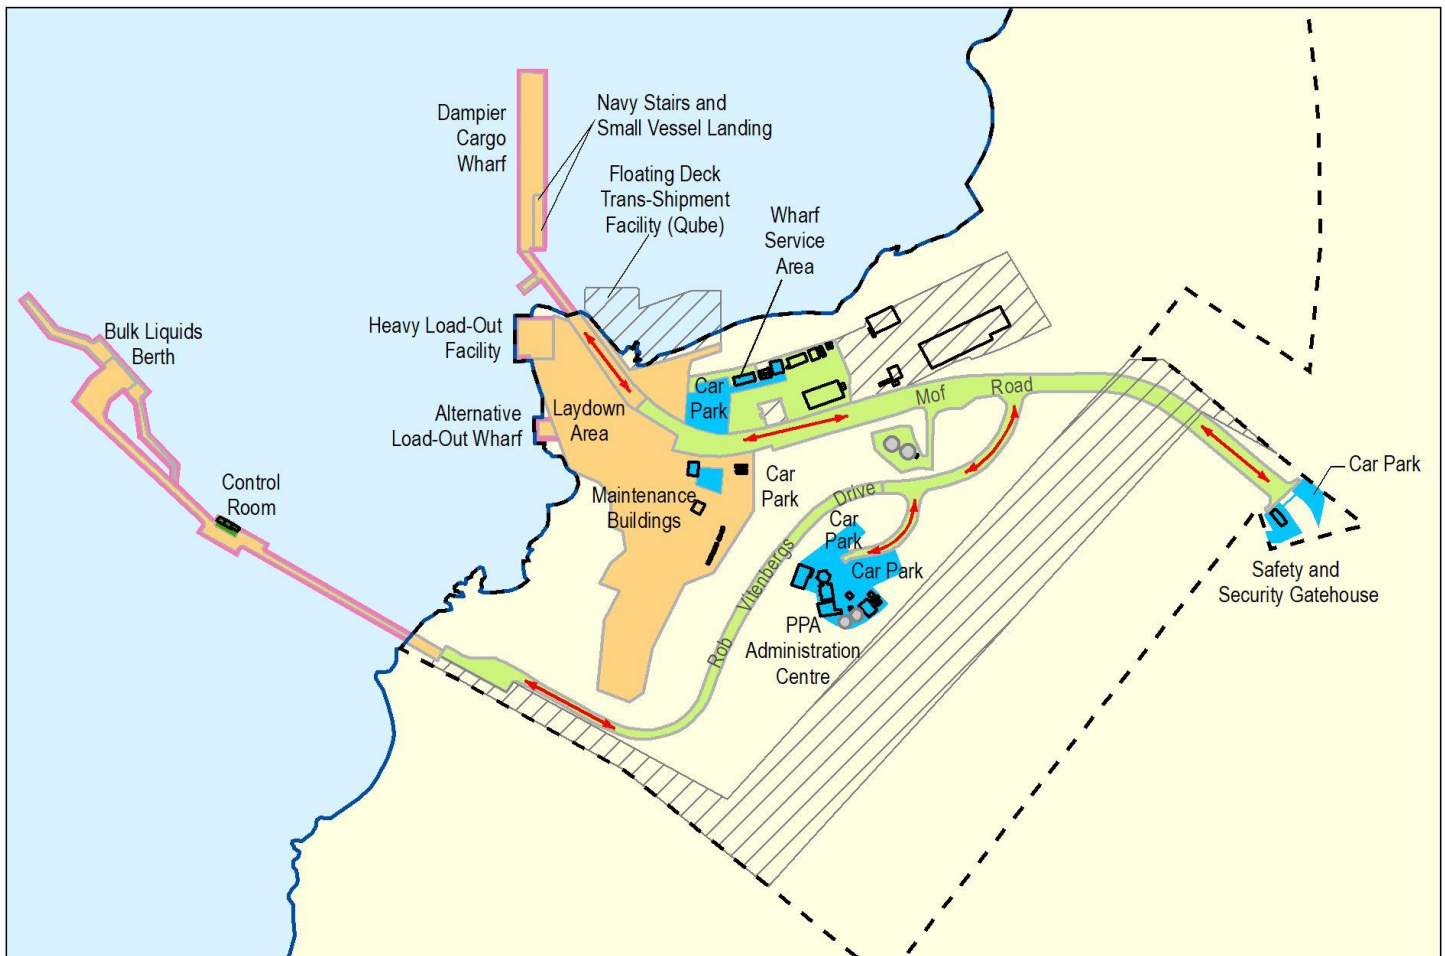 Dampier
Cargo
Wharf
Navy Stairs and
Small Vessel Landing
Floating Deck
Trans-Shipment
Facility (Qube)
Wharf
Service
Area
Bulk Liquids
Berth
Heavy Load-Out
Facility
Car
Park
Mof
Road
Laydown
Area
Alternative
Load-Out Wharf
Car Park
Control
Room
Car
Park
Maintenance
Buildings
Drive
Car
Park
Car Park
Vitenbergs
Rob
Safety and
Security Gatehouse
PPA
Administration
Centre